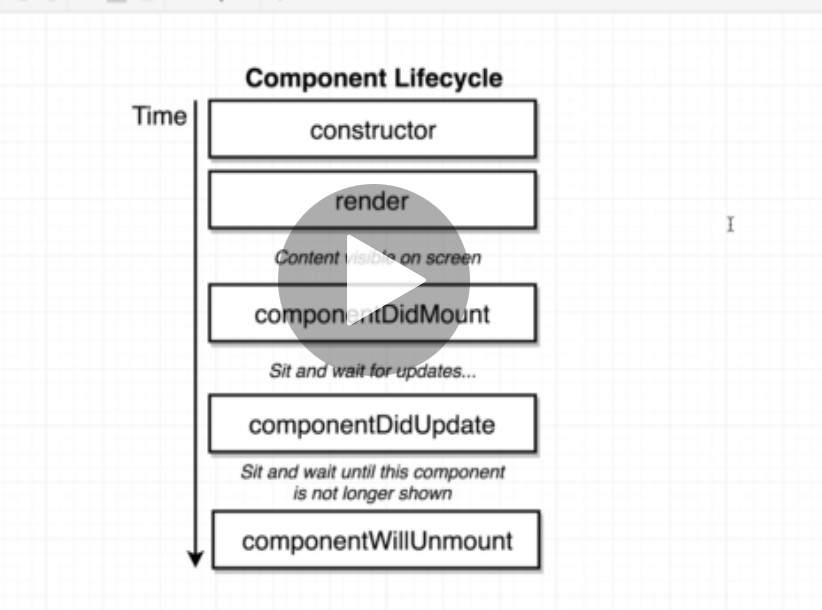 Component Lifecycle
Time
constructor
render
Content visible on screen
componentDidMount
Sit and wait for updates...
componentDidUpdate
Sit and wait until this component
is not longer shown
componentWillUnmount